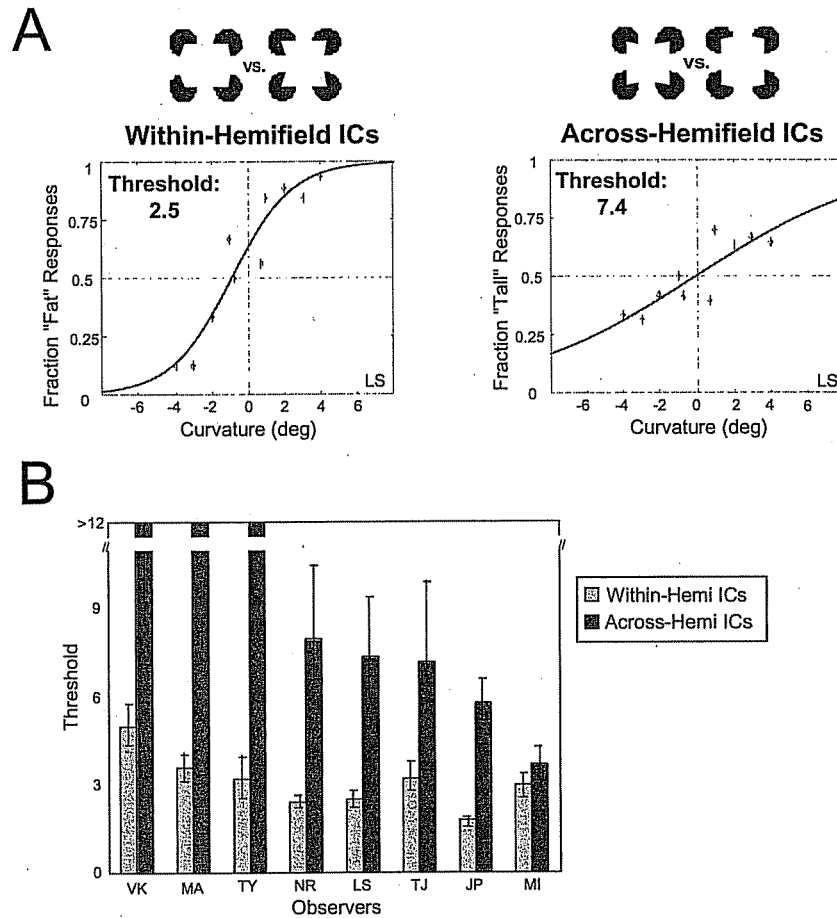 A
vs.
vs.
Within-Hemifield ICs
Across-Hemifield ICs
Fraction "Fat" Responses
1
0.75
0.5
0.25
0
Threshold:
2.5
LS
-6 -4 -2 0 2 4 6
Curvature (deg)
Fraction "Tall" Responses
1
0.75
0.5
0.25
0
Threshold:
7.4
LS
-6 -4 -2 0 2 4 6
Curvature (deg)
B
>12
9
6
3
0
Threshold
Within-Hemi ICs
Across-Hemi ICs
VK MA TY NR LS TJ JP MI
Observers